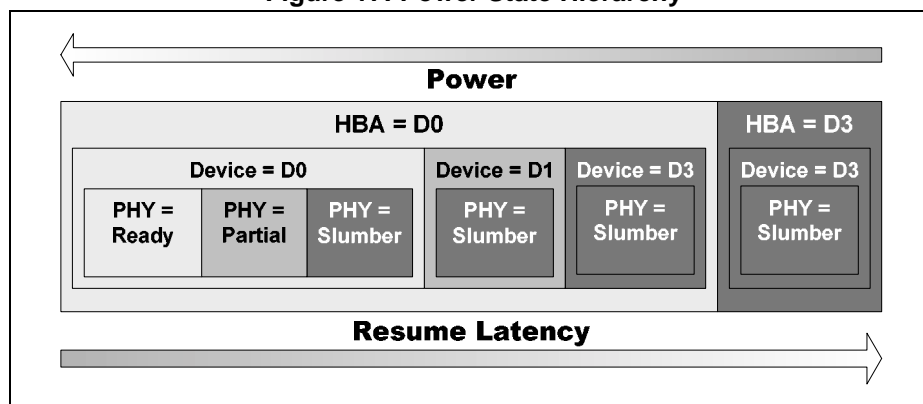 Figure Power State Hierarchy
Power
HBA = D0
HBA = D3
Device = D0
Device = D1
Device = D3
Device = D3
PHY =
Ready
PHY =
Partial
PHY =
Slumber
PHY =
Slumber
PHY =
Slumber
PHY =
Slumber
Resume Latency